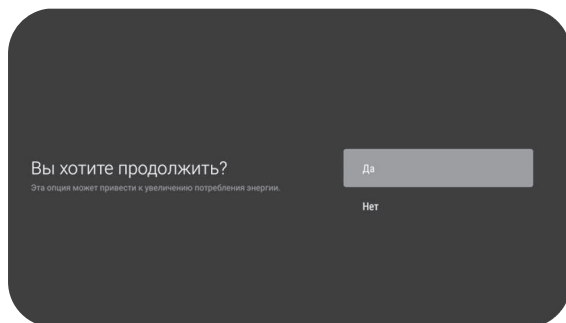 Вы хотите продолжить?
Эта опция может привести к увеличению потребления энергии.
Да
Нет